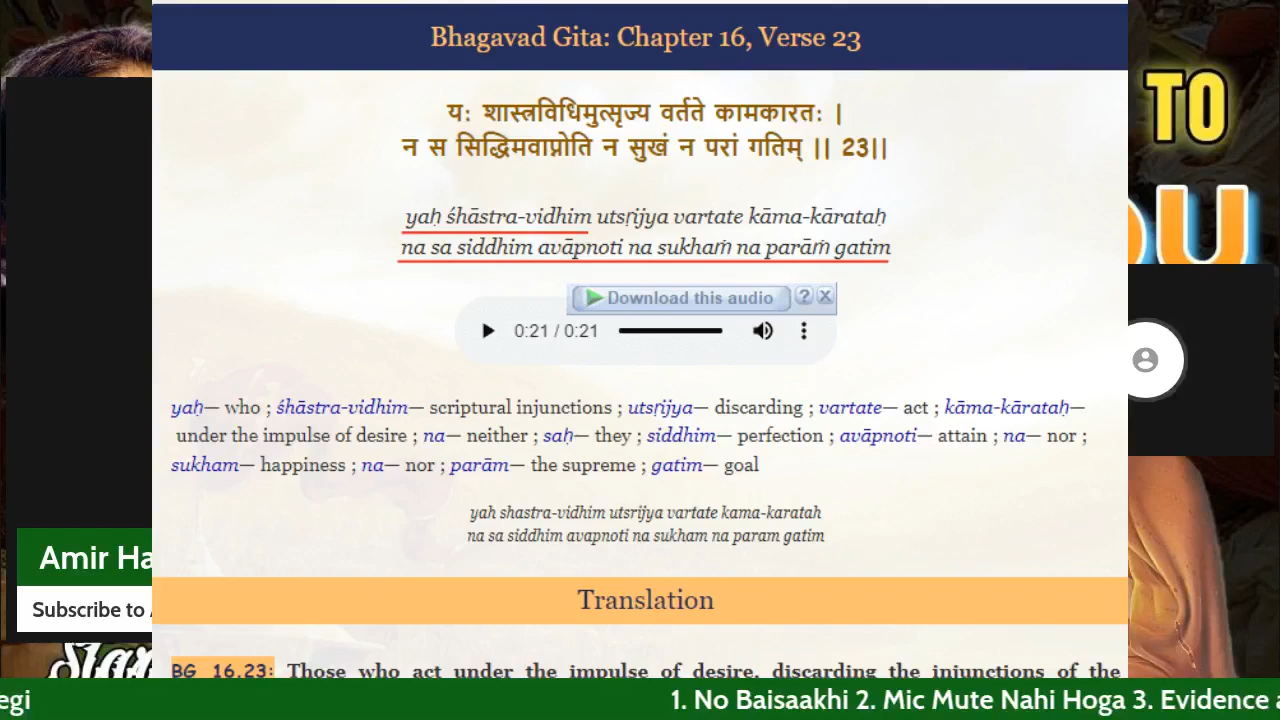 Bhagavad Gita: Chapter 16, Verse 23
TO
यः शास्त्रविधिमुत्सृज्य वर्तते कामकारतः |
न स सिद्धिमवाप्नोति न सुखं न परां गतिम् || 23||
U
yaḥ śhāstra-vidhim utsṛijya vartate kāma-kārataḥ
na sa siddhim avāpnoti na sukhaṁ na parāṁ gatim
Download this audio ? X
0:21 / 0:21
yaḥ— who ; śhāstra-vidhim— scriptural injunctions ; utsṛijya— discarding ; vartate— act ; kāma-kārataḥ—
under the impulse of desire ; na— neither ; saḥ— they ; siddhim— perfection ; avāpnoti— attain ; na— nor ;
sukham— happiness ; na— nor ; parām— the supreme ; gatim— goal
yah shastra-vidhim utsrijya vartate kama-karatah
na sa siddhim avapnoti na sukham na param gatim
Amir Ha
Subscribe to
Translation
BG 16.23: Those who act under the impulse of desire, discarding the injunctions of the
egi
1. No Baisaakhi 2. Mic Mute Nahi Hoga 3. Evidence a